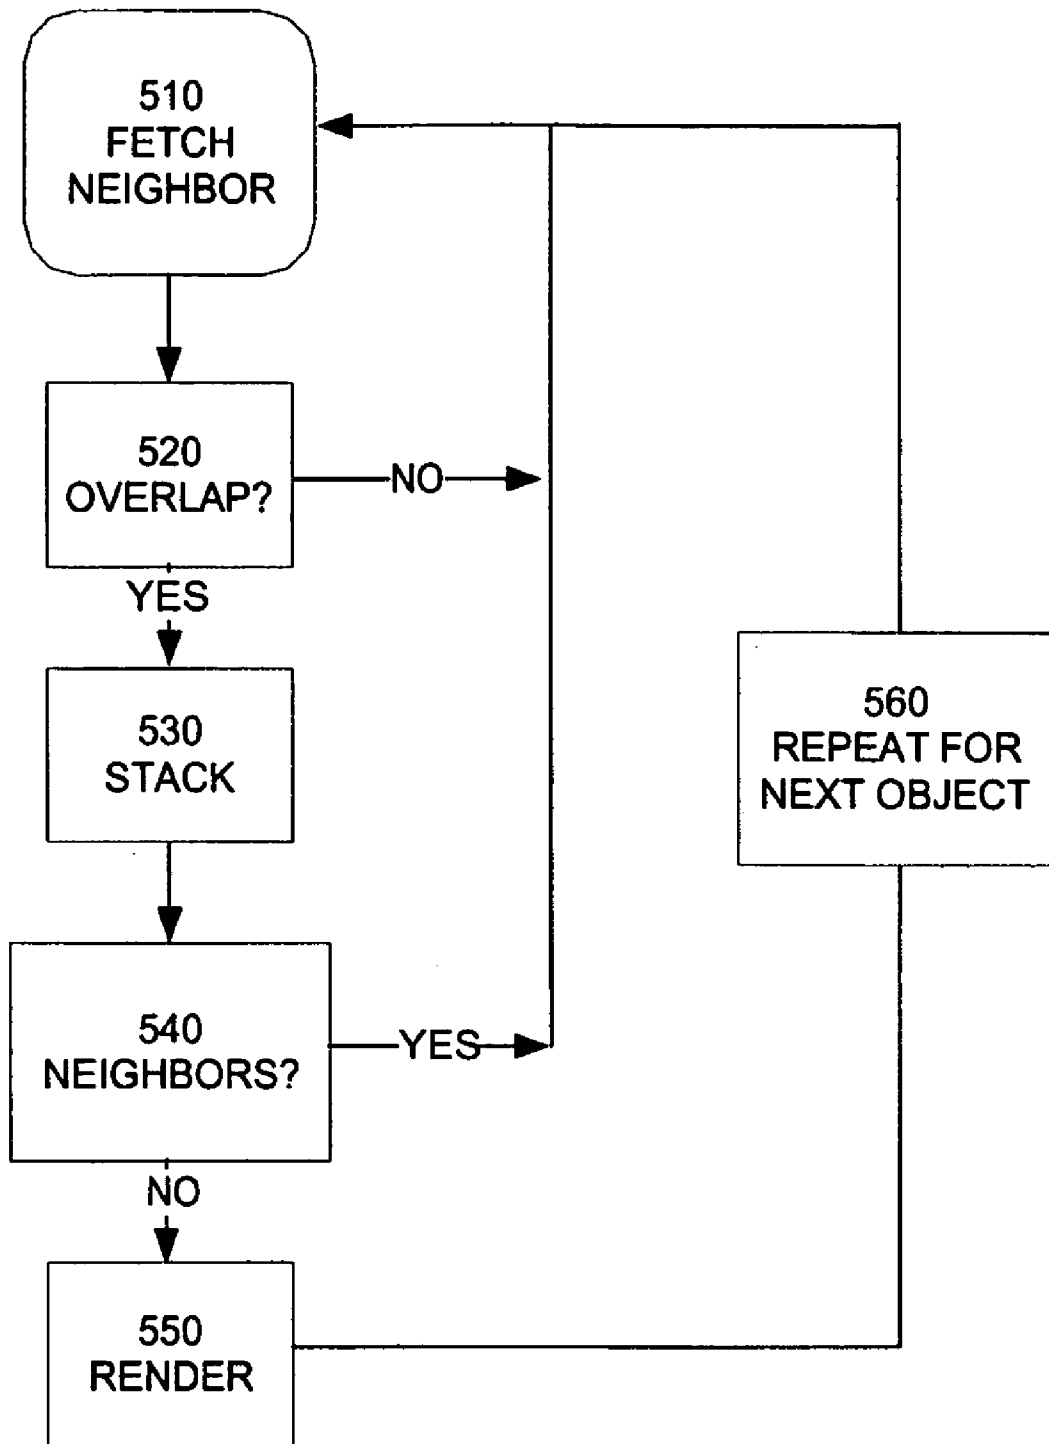 510
FETCH
NEIGHBOR
520
OVERLAP?
NO
YES
530
STACK
560
REPEAT FOR
NEXT OBJECT
540
NEIGHBORS?
YES
NO
550
RENDER